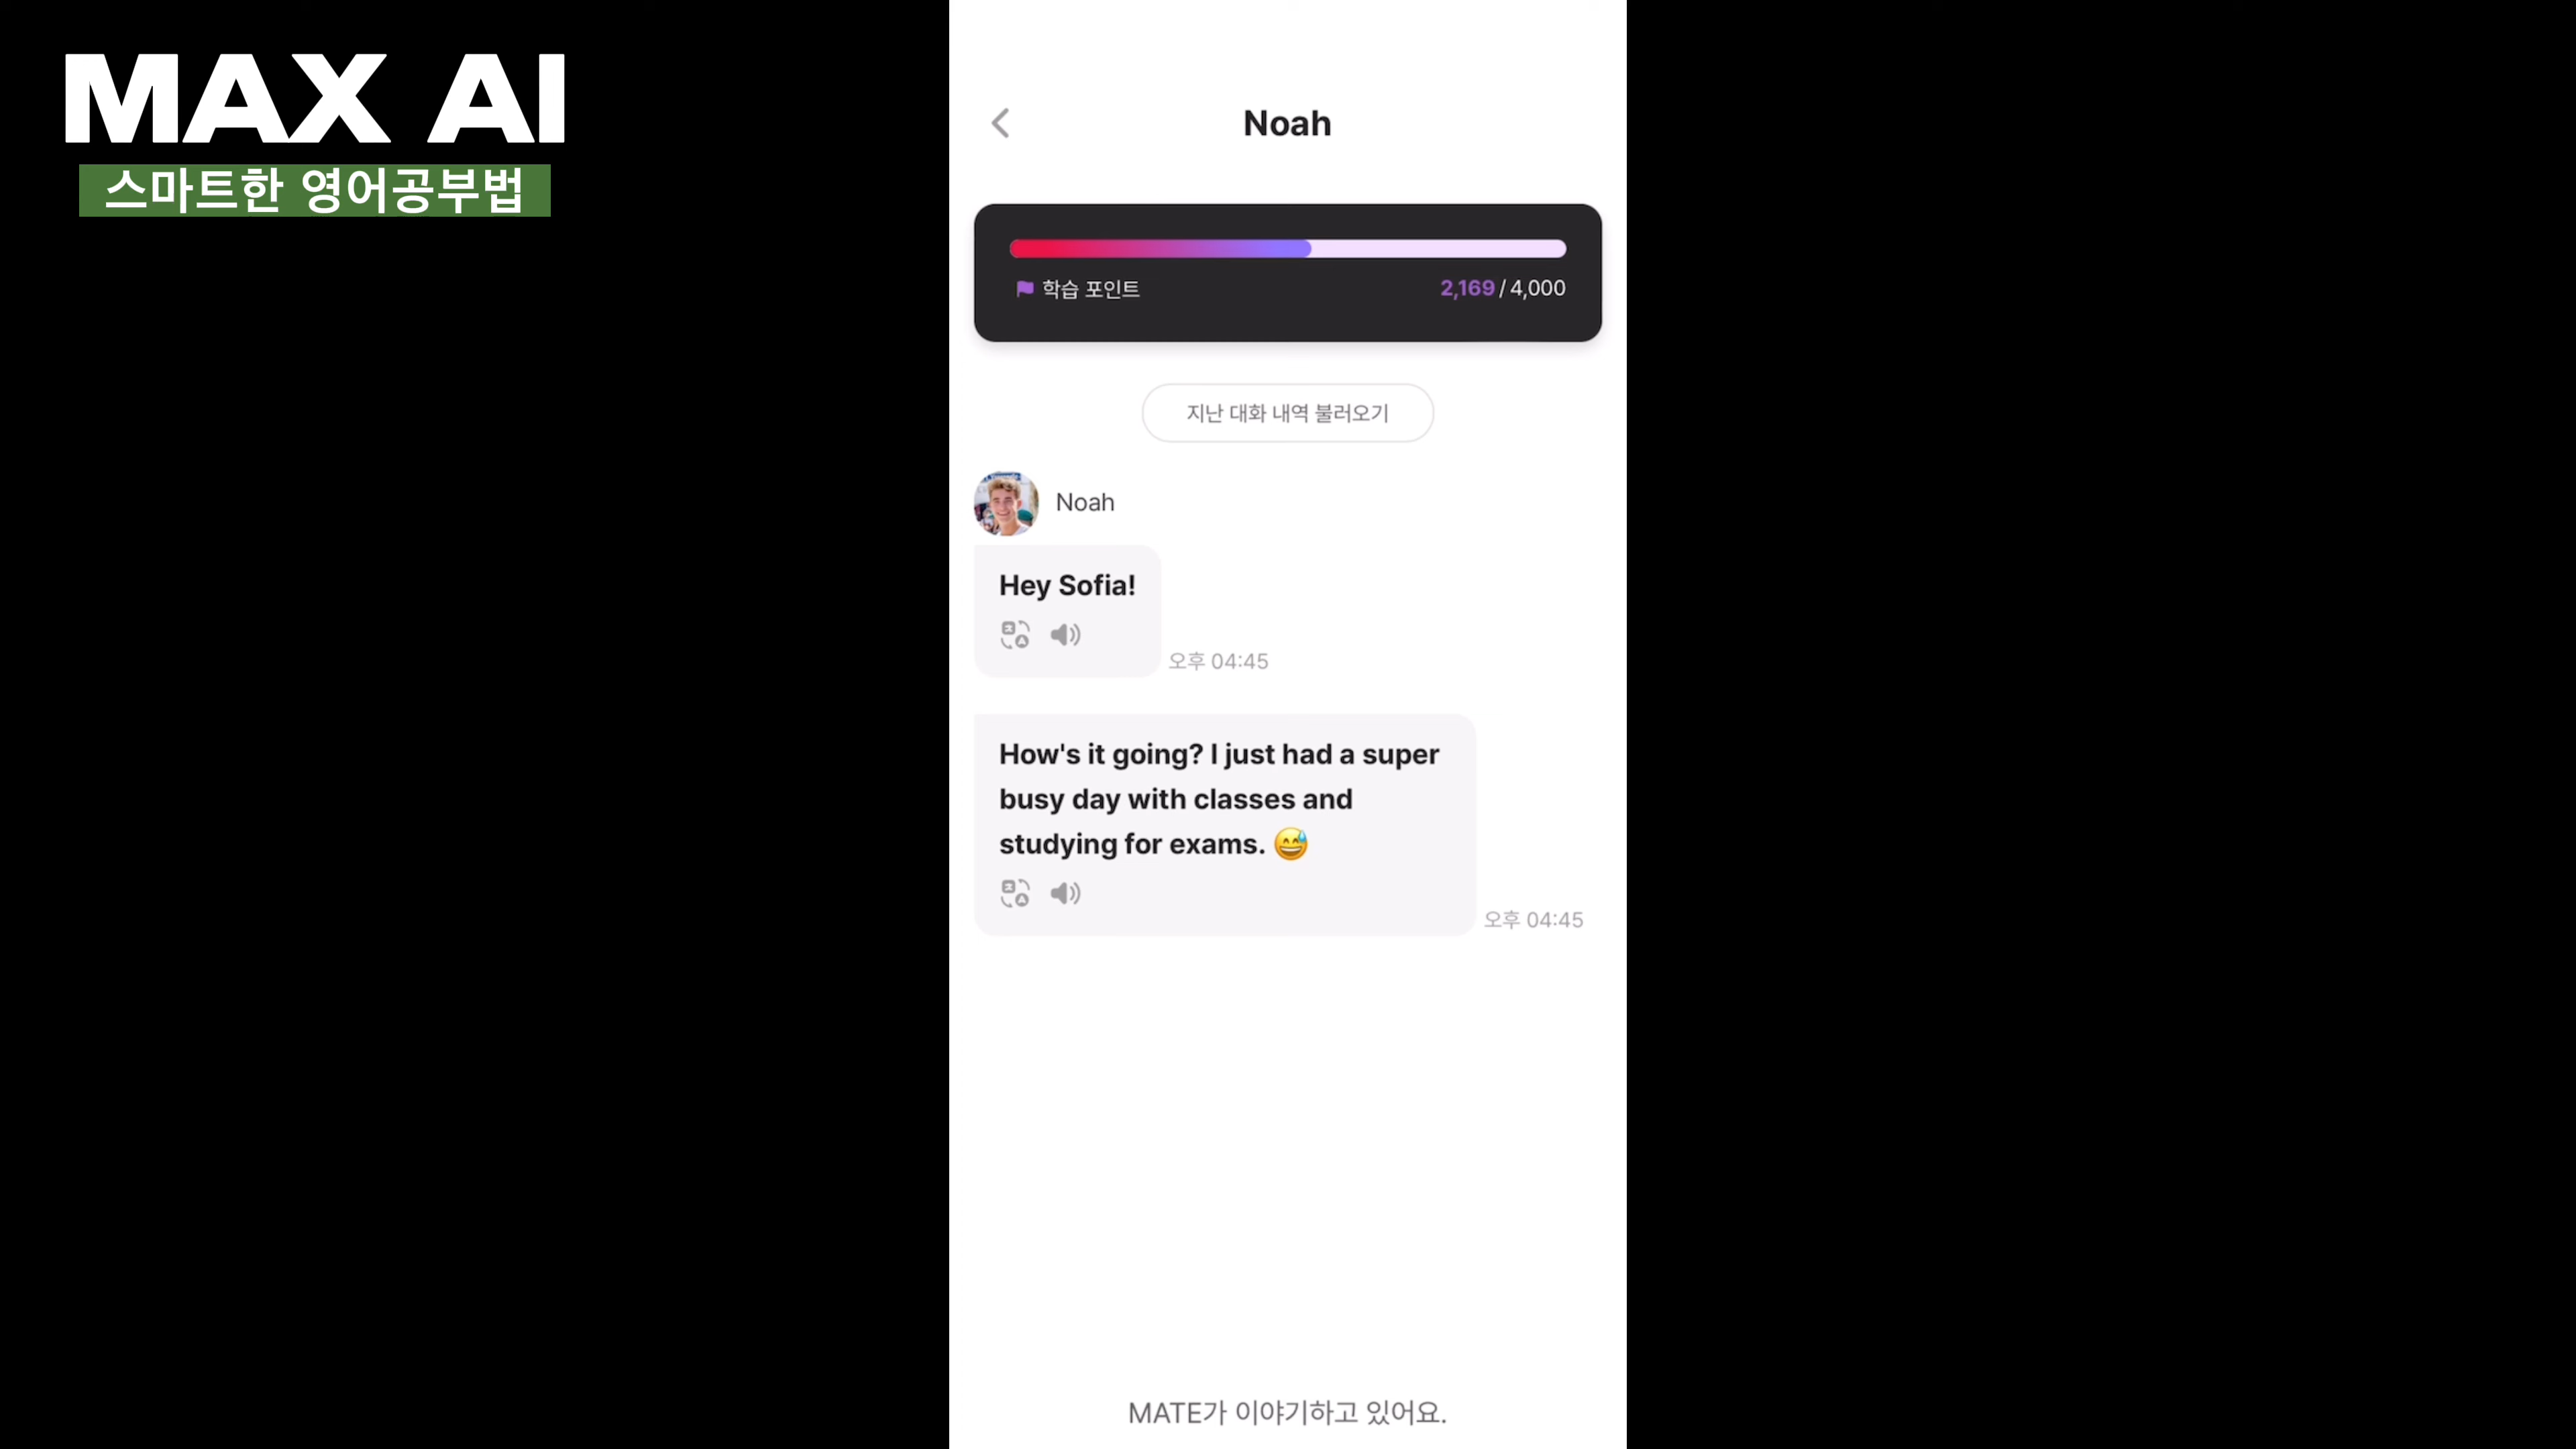 MAX AI
스마트한 영어공부법
Noah
학습 포인트
2,169 / 4,000
지난 대화 내역 불러오기
Noah
Hey Sofia!
오후 04:45
How's it going? I just had a super
busy day with classes and
studying for exams. 😅
오후 04:45
MATE가 이야기하고 있어요.